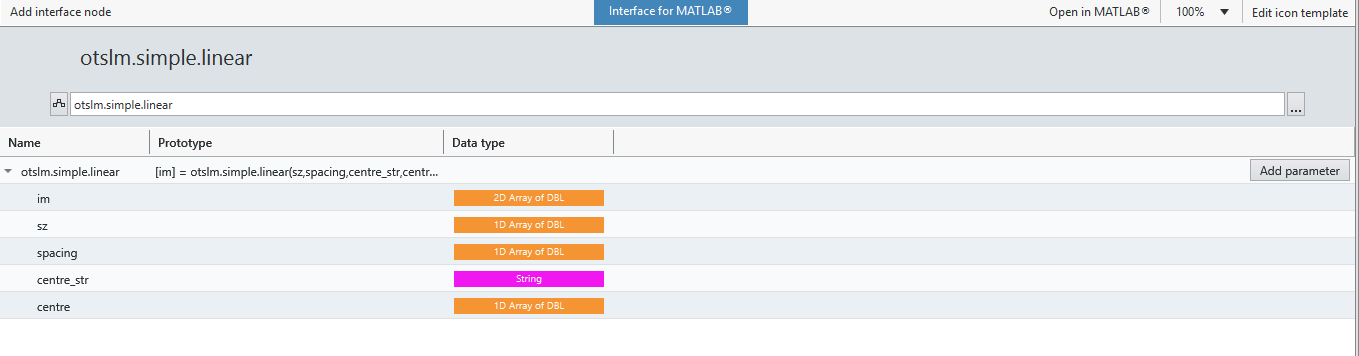 Add interface node Interface for MATLAB® Open in MATLAB® 100% Edit icon template
otslm.simple.linear
otslm.simple.linear ...
Name Prototype Data type
otslm.simple.linear [im] = otslm.simple.linear(sz,spacing,centre_str,centr... Add parameter
im 2D Array of DBL
sz 1D Array of DBL
spacing 1D Array of DBL
centre_str String
centre 1D Array of DBL